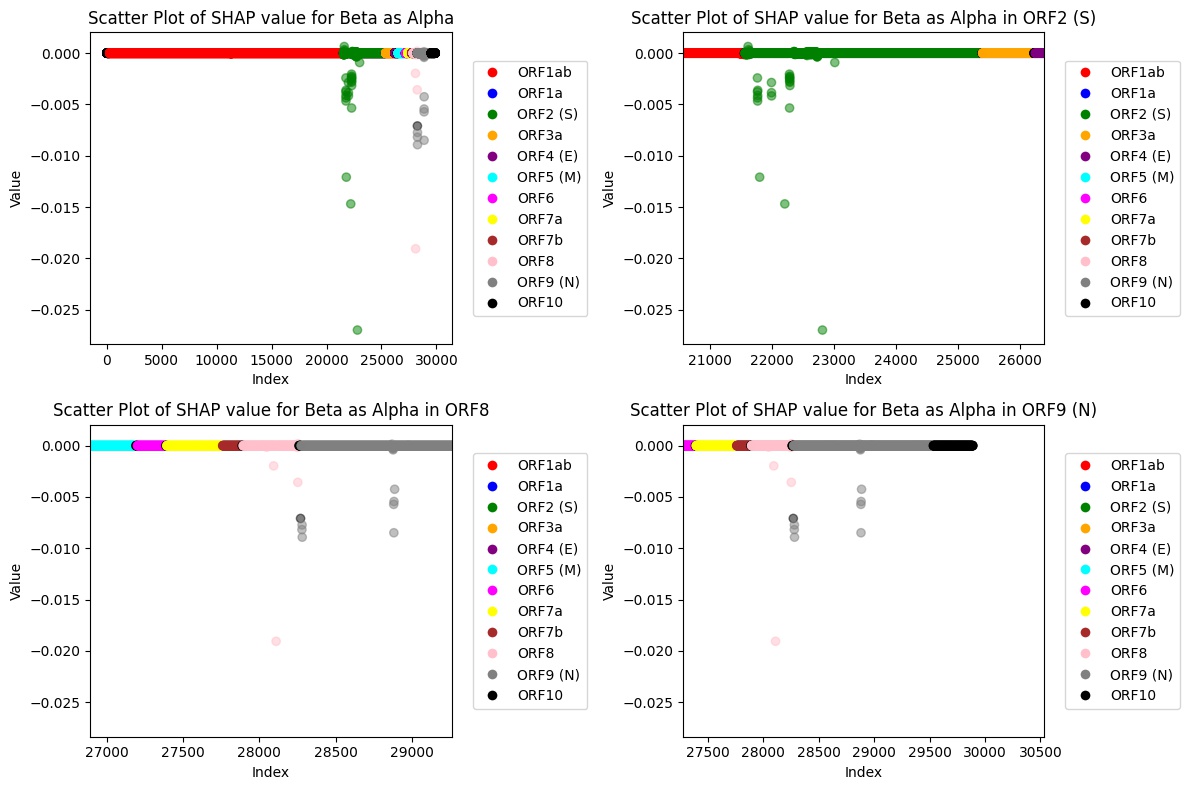 Scatter Plot of SHAP value for Beta as Alpha
0.000
−0.005
−0.010
−0.015
−0.020
−0.025
Value
0
5000
10000
15000
20000
25000
30000
Index
ORF1ab
ORF1a
ORF2 (S)
ORF3a
ORF4 (E)
ORF5 (M)
ORF6
ORF7a
ORF7b
ORF8
ORF9 (N)
ORF10
Scatter Plot of SHAP value for Beta as Alpha in ORF2 (S)
0.000
−0.005
−0.010
−0.015
−0.020
−0.025
Value
21000
22000
23000
24000
25000
26000
Index
ORF1ab
ORF1a
ORF2 (S)
ORF3a
ORF4 (E)
ORF5 (M)
ORF6
ORF7a
ORF7b
ORF8
ORF9 (N)
ORF10
Scatter Plot of SHAP value for Beta as Alpha in ORF8
0.000
−0.005
−0.010
−0.015
−0.020
−0.025
Value
27000
27500
28000
28500
29000
Index
ORF1ab
ORF1a
ORF2 (S)
ORF3a
ORF4 (E)
ORF5 (M)
ORF6
ORF7a
ORF7b
ORF8
ORF9 (N)
ORF10
Scatter Plot of SHAP value for Beta as Alpha in ORF9 (N)
0.000
−0.005
−0.010
−0.015
−0.020
−0.025
Value
27500
28000
28500
29000
29500
30000
30500
Index
ORF1ab
ORF1a
ORF2 (S)
ORF3a
ORF4 (E)
ORF5 (M)
ORF6
ORF7a
ORF7b
ORF8
ORF9 (N)
ORF10